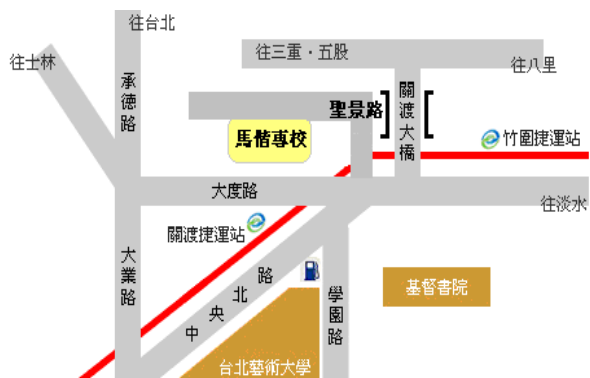 往台北
往士林
往三重·五股
往八里
承德路
關渡大橋
聖景路
馬偕專校
竹圍捷運站
大度路
往淡水
關渡捷運站
大業路
中央北路
學園路
基督書院
台北藝術大學